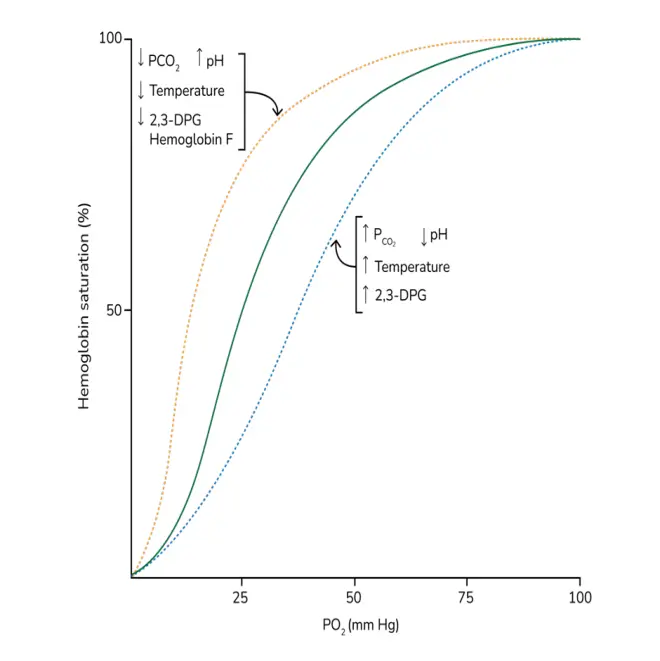 100
↓ PCO₂ ↑ pH
↓ Temperature
↓ 2,3-DPG
Hemoglobin F
↑ Pco₂ ↓ pH
↑ Temperature
↑ 2,3-DPG
50
Hemoglobin saturation (%)
25 50 75 100
PO₂ (mm Hg)